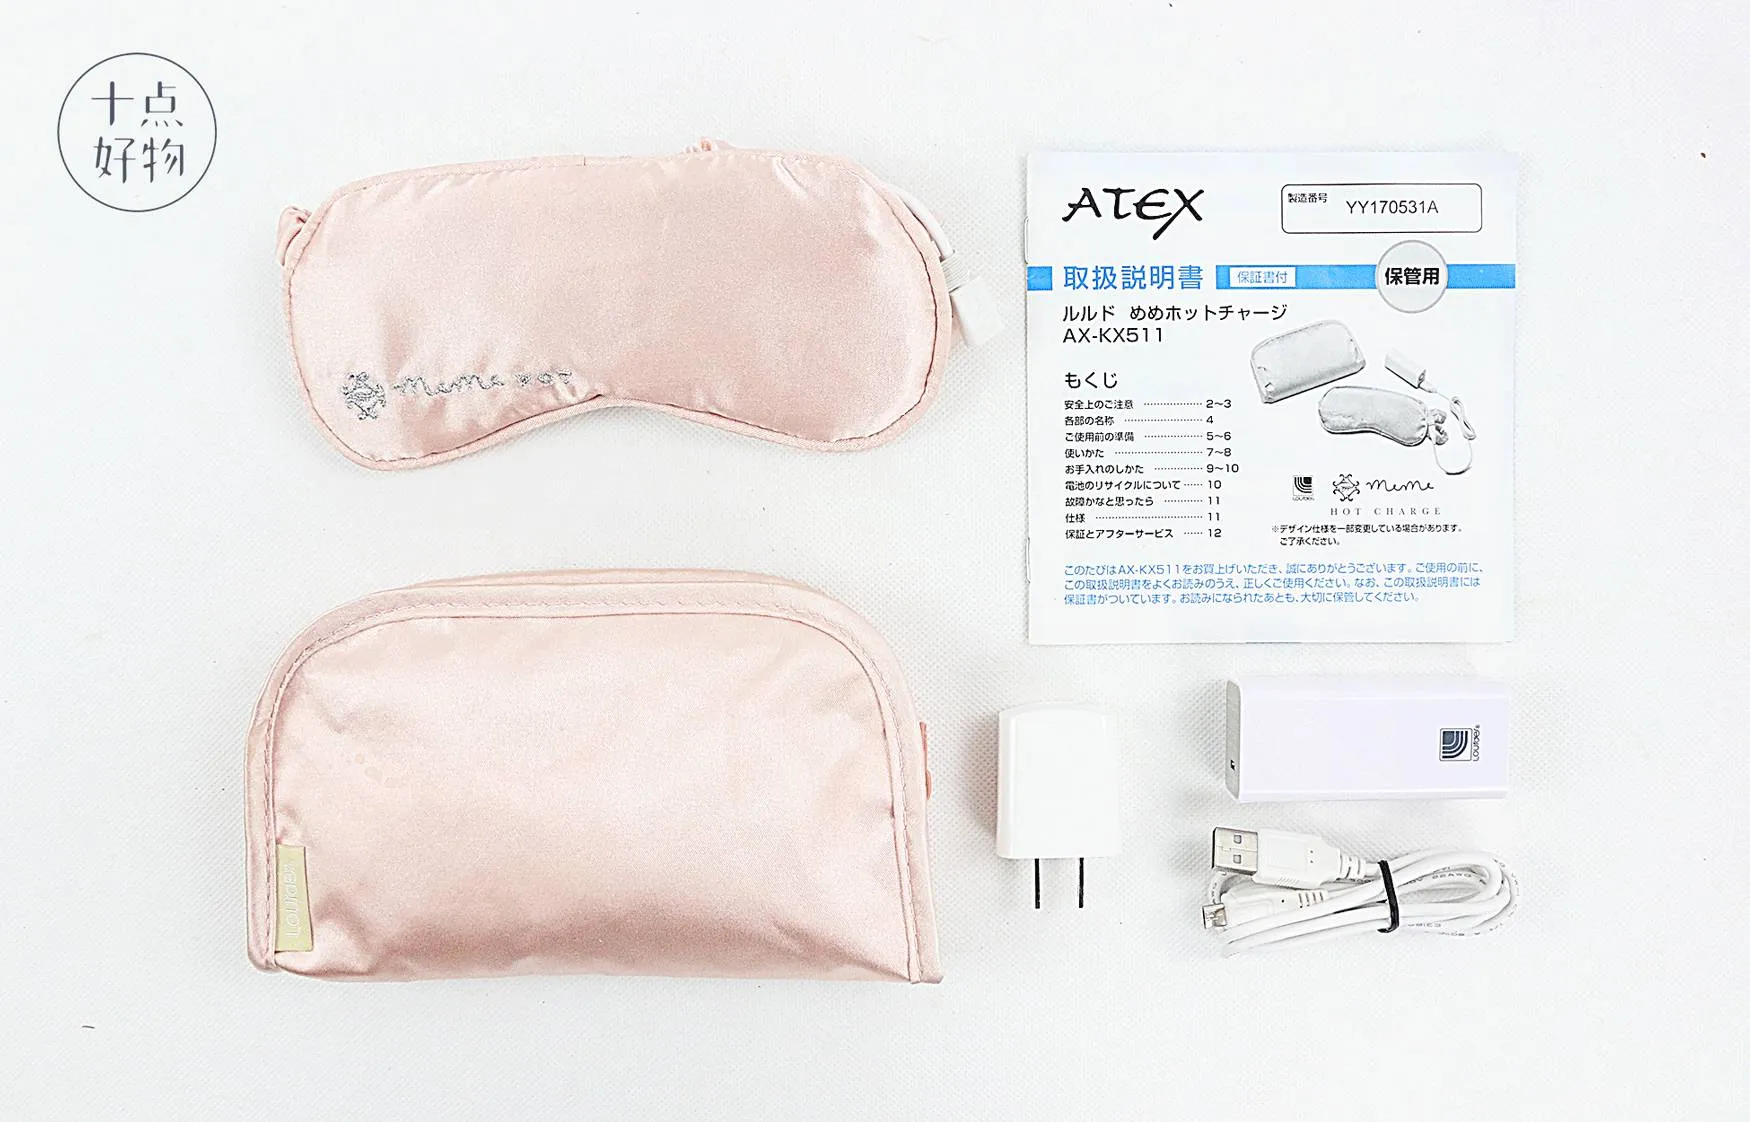 十点
好物
meme HOT
LOURDES
ATEX
製造番号 YY170531A
取扱説明書 保証書付 保管用
ルルド めめホットチャージ
AX-KX511
もくじ
安全上のご注意 ………………… 2〜3
各部の名称 ………………… 4
ご使用前の準備 ………………… 5〜6
使いかた ………………… 7〜8
お手入れのしかた ………………… 9〜10
電池のリサイクルについて …… 10
故障かなと思ったら ………… 11
仕様 ………………… 11
保証とアフターサービス …… 12
LOURDES meme
HOT CHARGE
※デザイン仕様を一部変更している場合があります。
ご了承ください。
このたびはAX-KX511をお買上げいただき、誠にありがとうございます。ご使用の前に、
この取扱説明書をよくお読みのうえ、正しくご使用ください。なお、この取扱説明書には
保証書がついています。お読みになられたあとも、大切に保管してください。
LOURDES